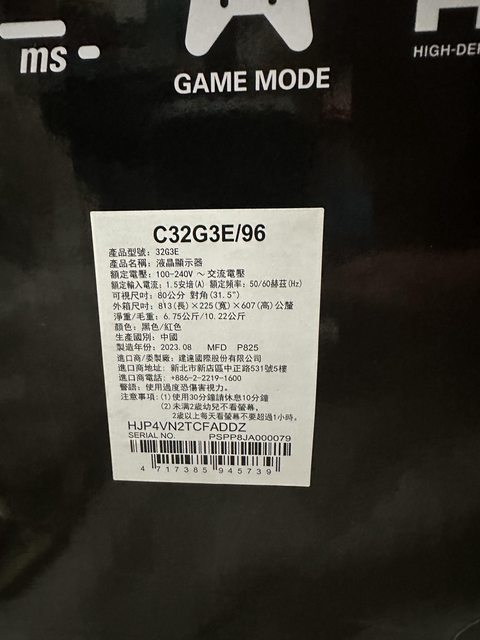 ms
GAME MODE
HIGH-DEF
C32G3E/96
產品型號: 32G3E
產品名稱: 液晶顯示器
額定電壓: 100-240V ~ 交流電壓
額定輸入電流: 1.5安培(A) 額定頻率: 50/60赫茲(Hz)
可視尺吋: 80公分 對角(31.5")
外箱尺吋: 813(長)×225(寬)×607(高)公釐
淨重/毛重: 6.75公斤/10.22公斤
顏色: 黑色/紅色
生產國別: 中國
製造年份: 2023.08 MFD P825
進口商/委製廠: 建達國際股份有限公司
進口商地址: 新北市新店區中正路531號5樓
進口商電話: +886-2-2219-1600
警語: 使用過度恐傷害視力。
注意事項: (1)使用30分鐘請休息10分鐘
(2)未滿2歲幼兒不看螢幕,
2歲以上每天看螢幕不要超過1小時。
HJP4VN2TCFADDZ
SERIAL NO. PSPP8JA000079
4 717385 945739